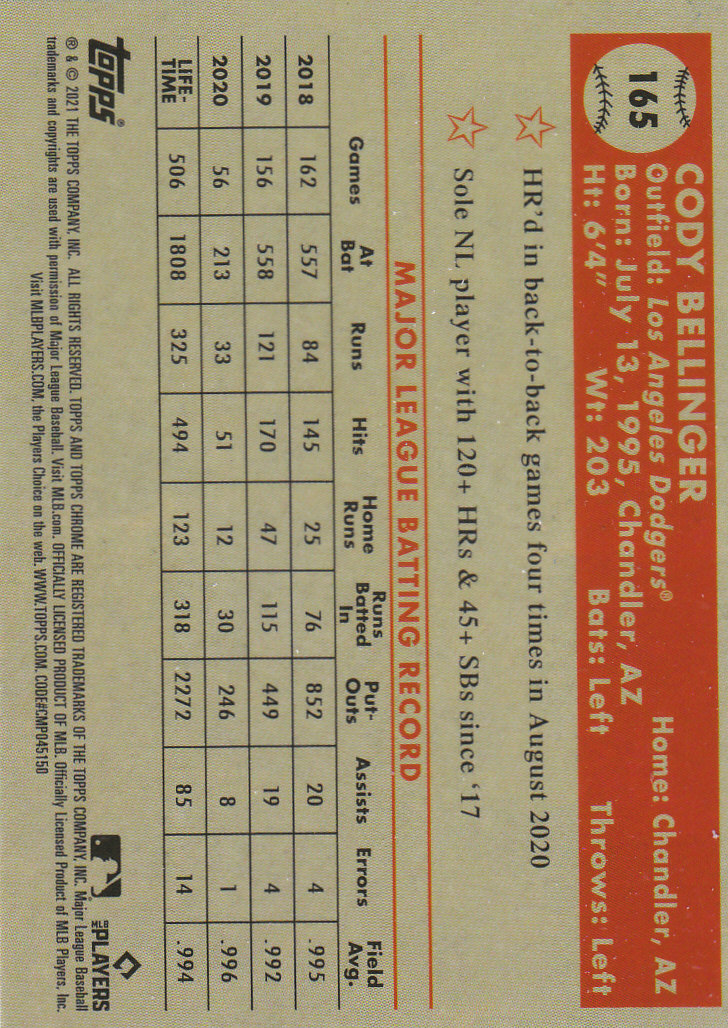 165
CODY BELLINGER
Outfield: Los Angeles Dodgers® Home: Chandler, AZ
Born: July 13, 1995, Chandler, AZ
Ht: 6'4" Wt: 203 Bats: Left Throws: Left
HR'd in back-to-back games four times in August 2020
Sole NL player with 120+ HRs & 45+ SBs since ‘17
MAJOR LEAGUE BATTING RECORD
Games At Bat Runs Hits Home Runs Runs Batted In Put-Outs Assists Errors Field Avg.
2018 162 557 84 145 25 76 852 20 4 .995
2019 156 558 121 170 47 115 449 19 4 .992
2020 56 213 33 51 12 30 246 8 1 .996
LIFE-TIME 506 1808 325 494 123 318 2272 85 14 .994
topps®
MLB PLAYERS
® & © 2021 THE TOPPS COMPANY, INC. ALL RIGHTS RESERVED. TOPPS AND TOPPS CHROME ARE REGISTERED TRADEMARKS OF THE TOPPS COMPANY, INC. Major League Baseball
trademarks and copyrights are used with permission of Major League Baseball. Visit MLB.com. OFFICIALLY LICENSED PRODUCT OF MLB. Officially Licensed Product of MLB Players, Inc.
Visit MLBPLAYERS.COM, the Players Choice on the web. WWW.TOPPS.COM. CODE#CMP045150